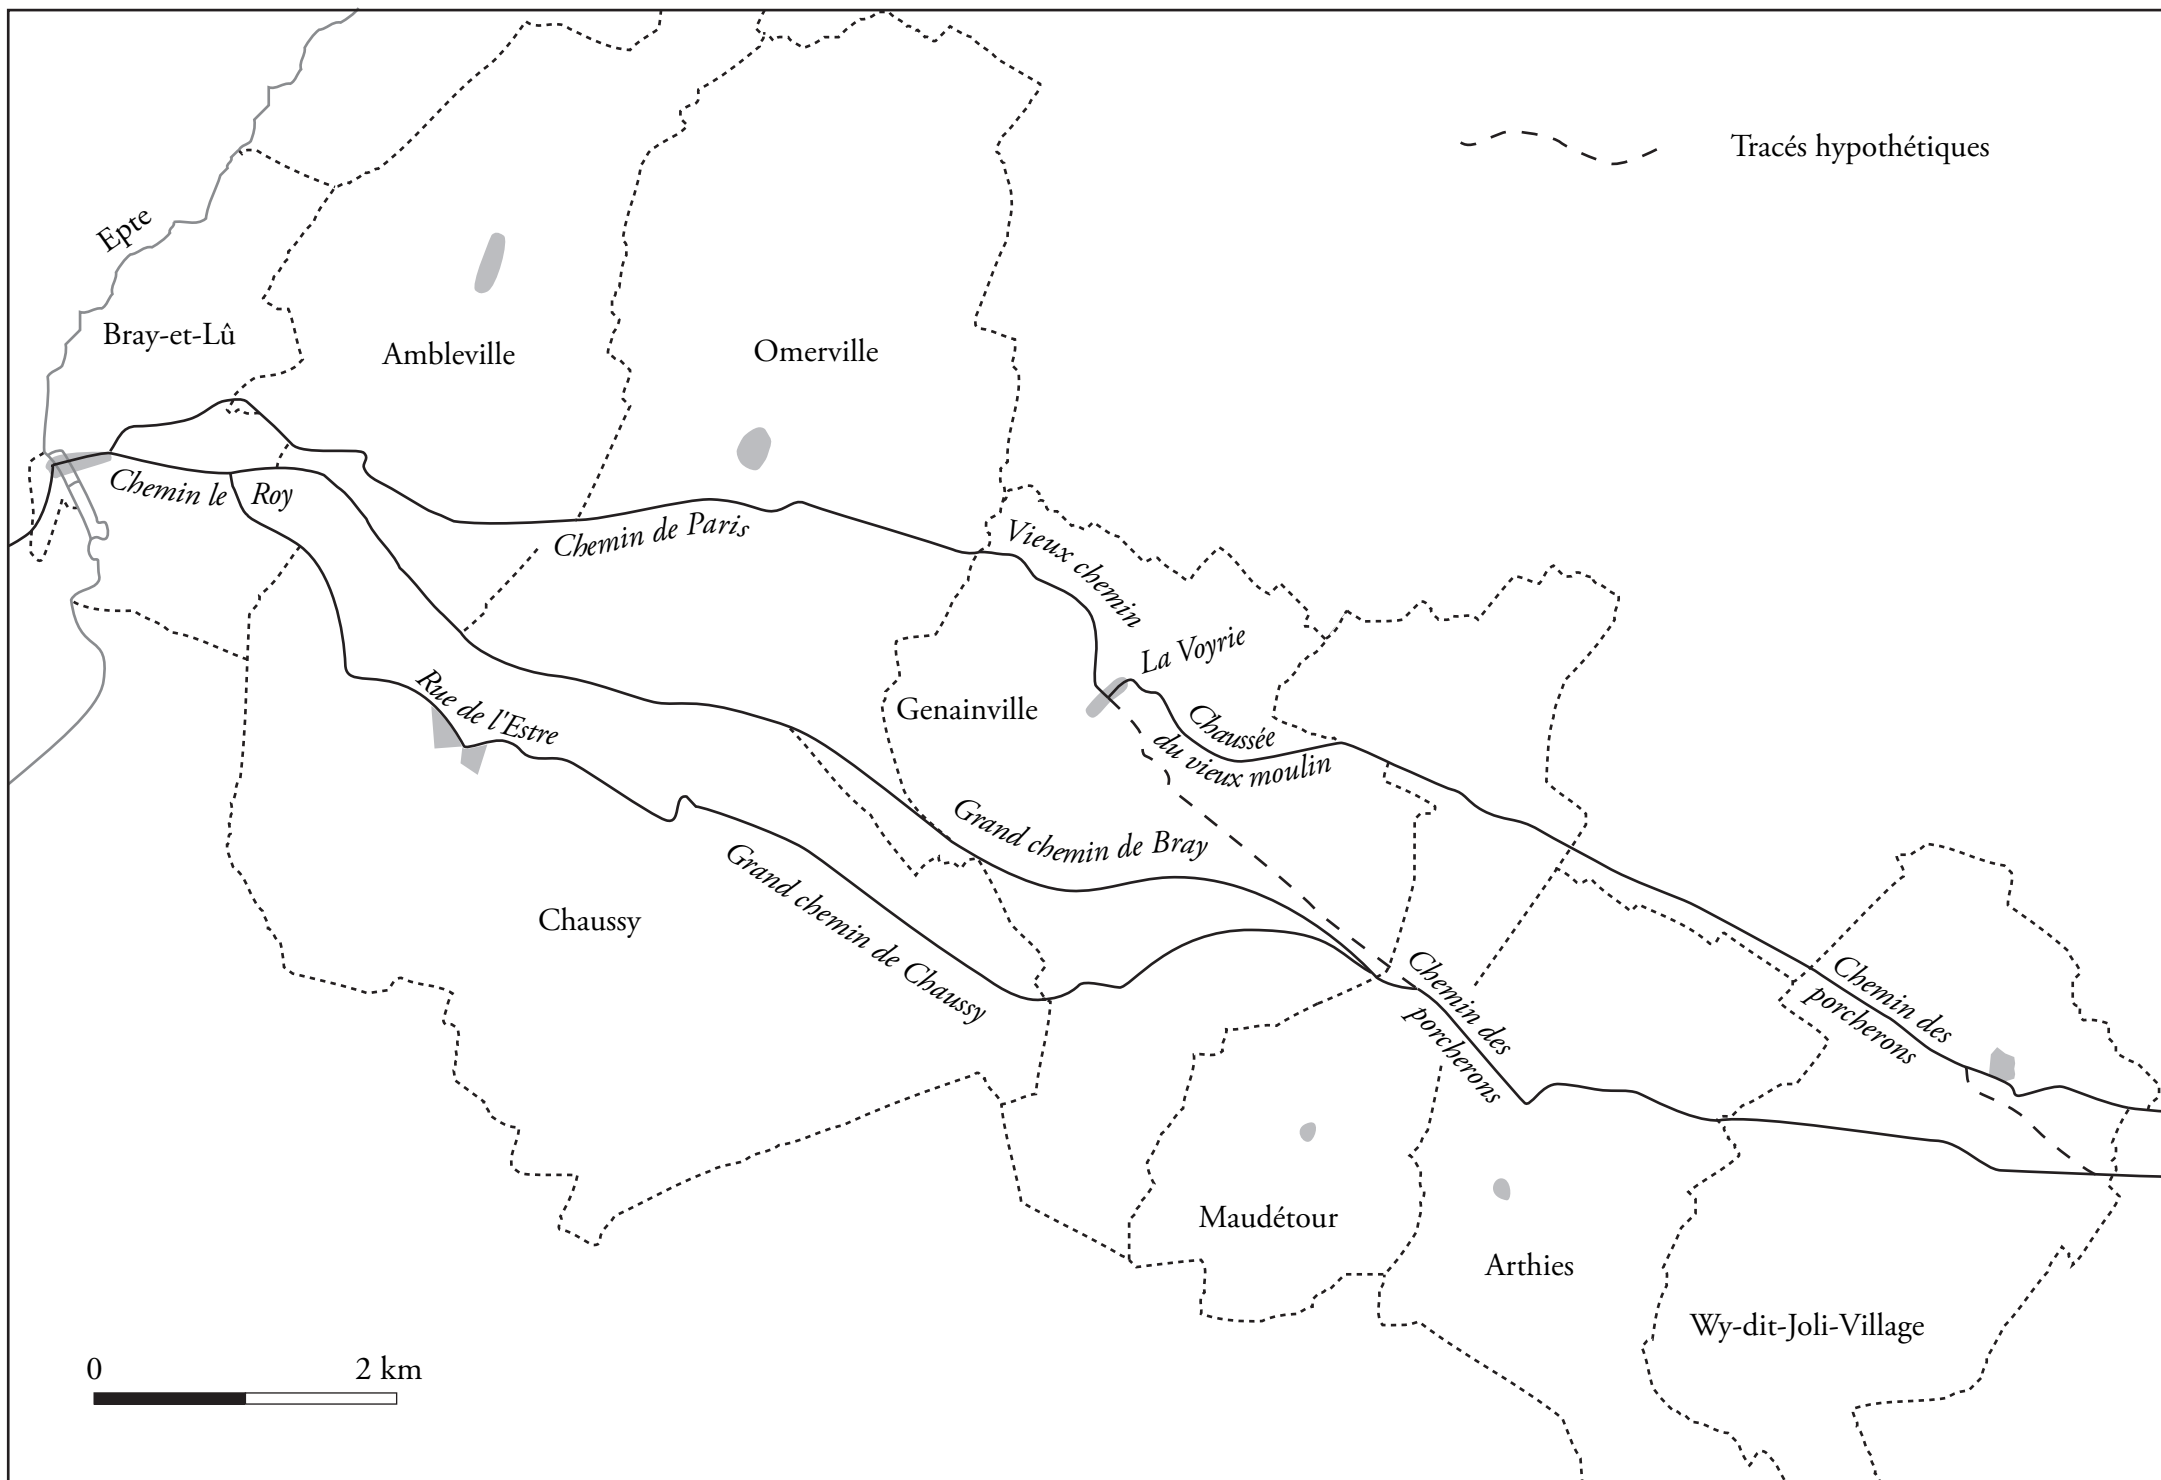 Tracés hypothétiques
Epte
Bray-et-Lû
Ambleville
Omerville
Chemin le Roy
Chemin de Paris
Vieux chemin
La Voyrie
Rue de l'Estre
Genainville
Chaussée
du vieux moulin
Grand chemin de Bray
Grand chemin de Chaussy
Chaussy
Chemin des
porcherons
Chemin des
porcherons
Maudétour
Arthies
Wy-dit-Joli-Village
0 2 km